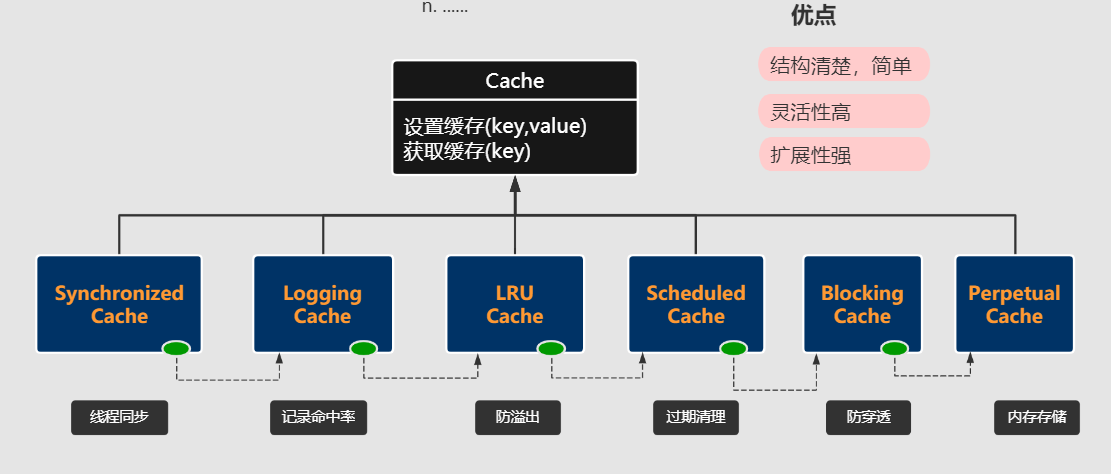 n. ......
优点
结构清楚，简单
灵活性高
扩展性强
Cache
设置缓存(key,value)
获取缓存(key)
Synchronized
Cache
Logging
Cache
LRU
Cache
Scheduled
Cache
Blocking
Cache
Perpetual
Cache
线程同步
记录命中率
防溢出
过期清理
防穿透
内存存储